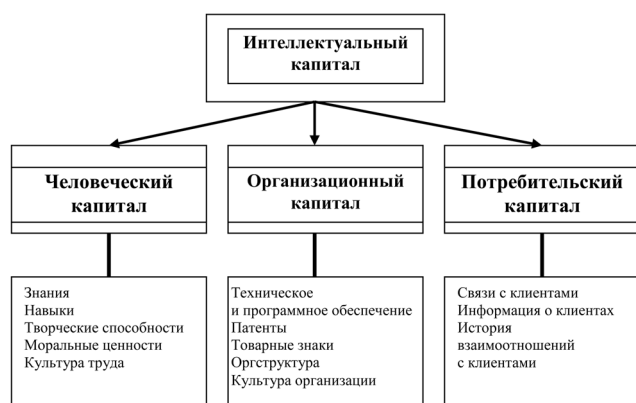 Интеллектуальный
капитал
Человеческий
капитал
Организационный
капитал
Потребительский
капитал
Знания
Навыки
Творческие способности
Моральные ценности
Культура труда
Техническое
и программное обеспечение
Патенты
Товарные знаки
Оргструктура
Культура организации
Связи с клиентами
Информация о клиентах
История
взаимоотношений
с клиентами